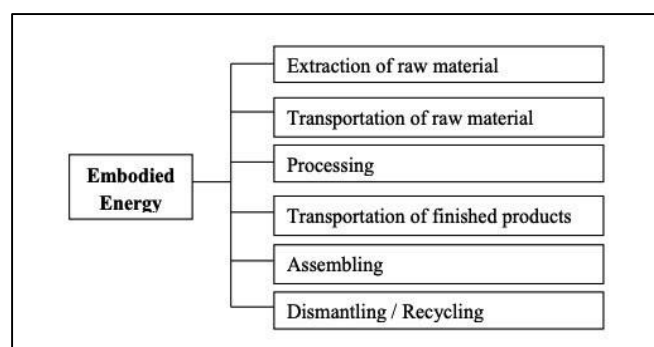 Embodied
Energy
Extraction of raw material
Transportation of raw material
Processing
Transportation of finished products
Assembling
Dismantling / Recycling